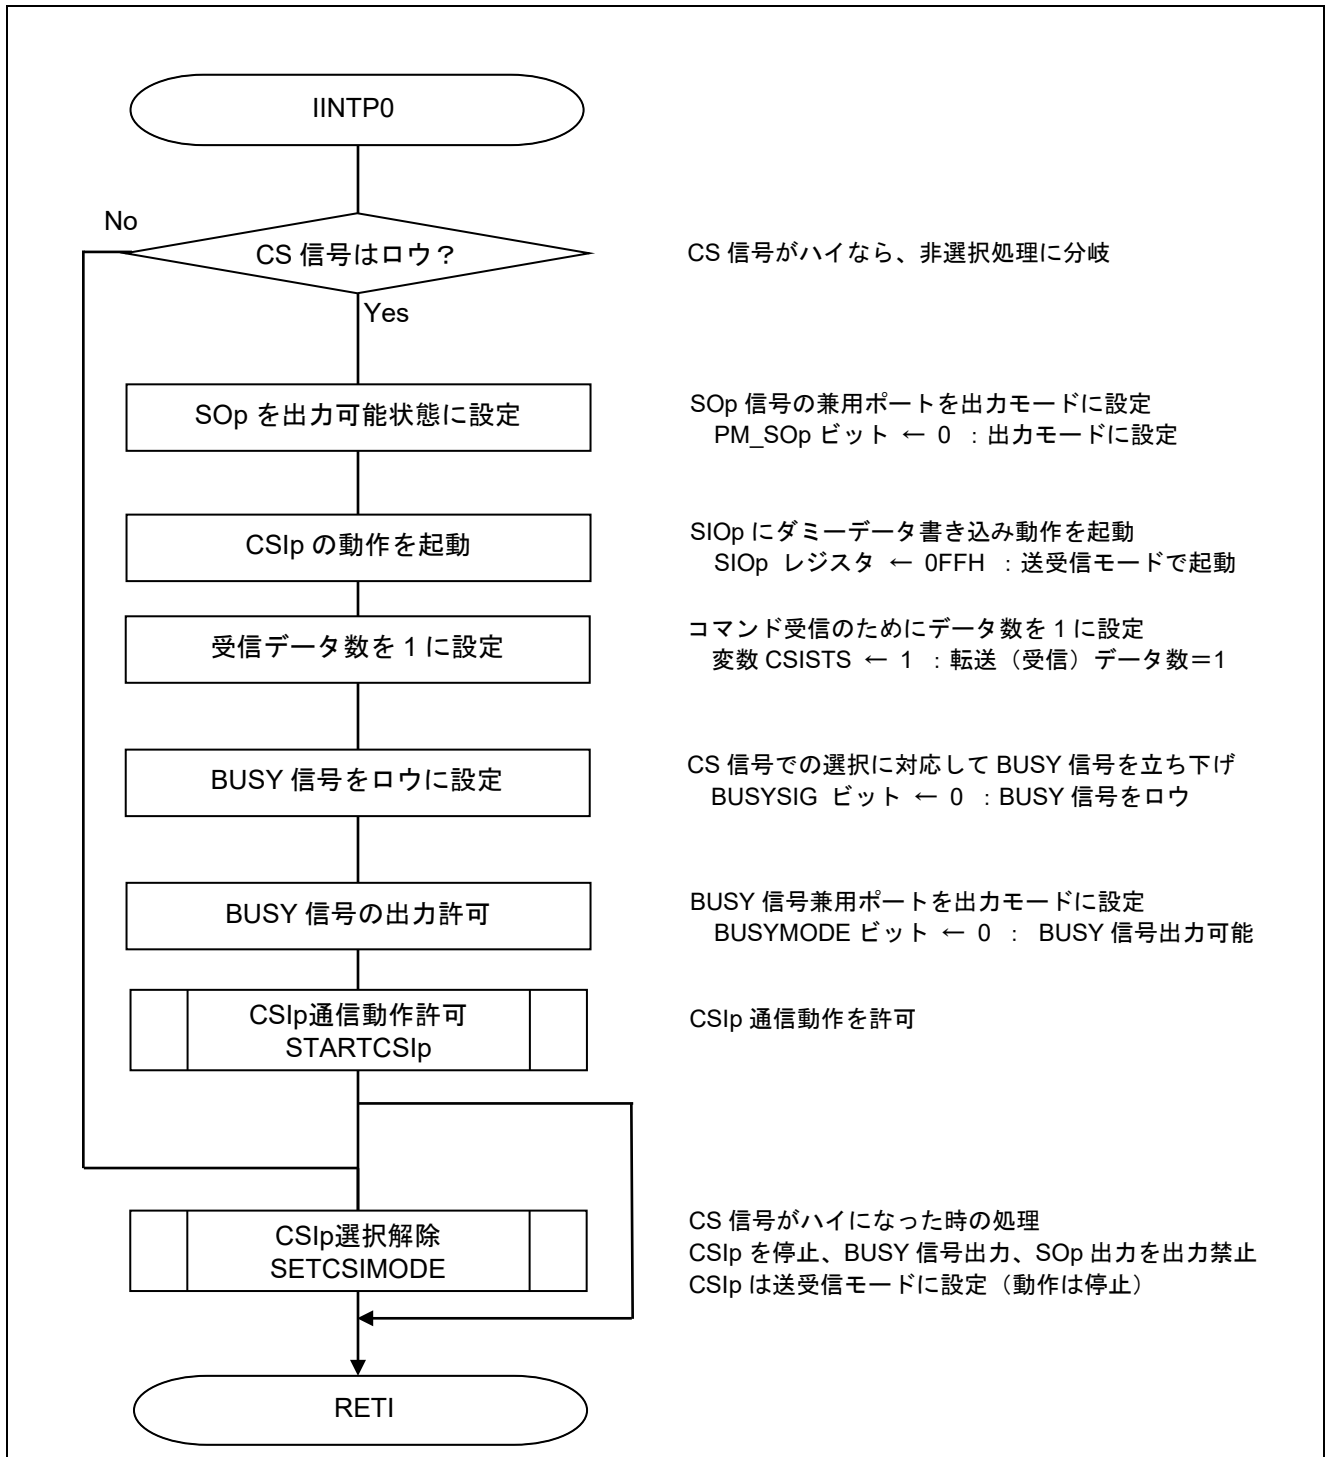 IINTP0
No
CS 信号はロウ？
CS 信号がハイなら、非選択処理に分岐
Yes
SOp を出力可能状態に設定
SOp 信号の兼用ポートを出力モードに設定
PM_SOp ビット ← 0 ：出力モードに設定
CSIp の動作を起動
SIOp にダミーデータ書き込み動作を起動
SIOp レジスタ ← 0FFH ：送受信モードで起動
受信データ数を 1 に設定
コマンド受信のためにデータ数を 1 に設定
変数 CSISTS ← 1 ：転送（受信）データ数＝1
BUSY 信号をロウに設定
CS 信号での選択に対応して BUSY 信号を立ち下げ
BUSYSIG ビット ← 0 ：BUSY 信号をロウ
BUSY 信号の出力許可
BUSY 信号兼用ポートを出力モードに設定
BUSYMODE ビット ← 0 ： BUSY 信号出力可能
CSIp通信動作許可
STARTCSIp
CSIp 通信動作を許可
CSIp選択解除
SETCSIMODE
CS 信号がハイになった時の処理
CSIp を停止、BUSY 信号出力、SOp 出力を出力禁止
CSIp は送受信モードに設定（動作は停止）
RETI